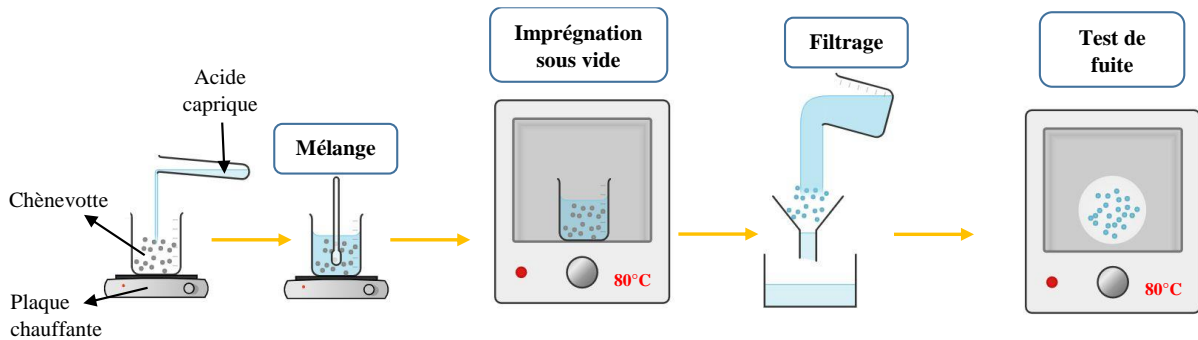 Acide
caprique
Chènevotte
Plaque
chauffante
Mélange
Imprégnation
sous vide
80°C
Filtrage
Test de
fuite
80°C